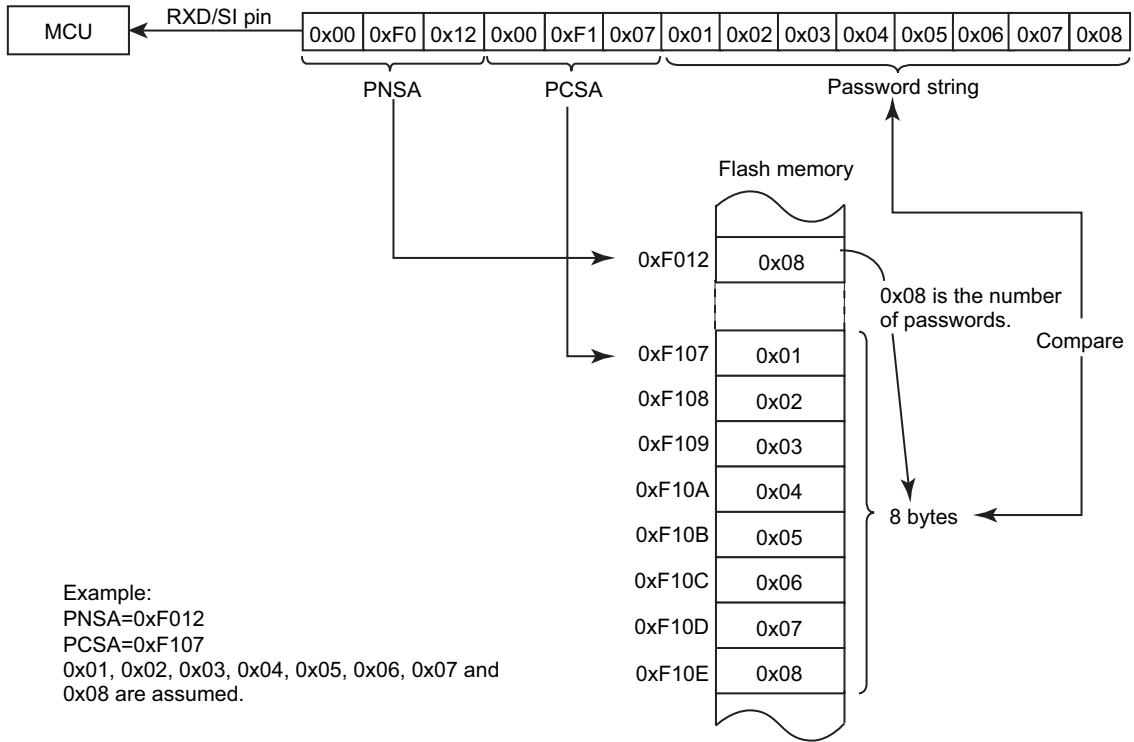 MCU
RXD/SI pin
0x00 0xF0 0x12 0x00 0xF1 0x07 0x01 0x02 0x03 0x04 0x05 0x06 0x07 0x08
PNSA
PCSA
Password string
Flash memory
0xF012 0x08
0x08 is the number
of passwords.
Compare
0xF107 0x01
0xF108 0x02
0xF109 0x03
0xF10A 0x04
0xF10B 0x05
0xF10C 0x06
0xF10D 0x07
0xF10E 0x08
8 bytes
Example:
PNSA=0xF012
PCSA=0xF107
0x01, 0x02, 0x03, 0x04, 0x05, 0x06, 0x07 and
0x08 are assumed.